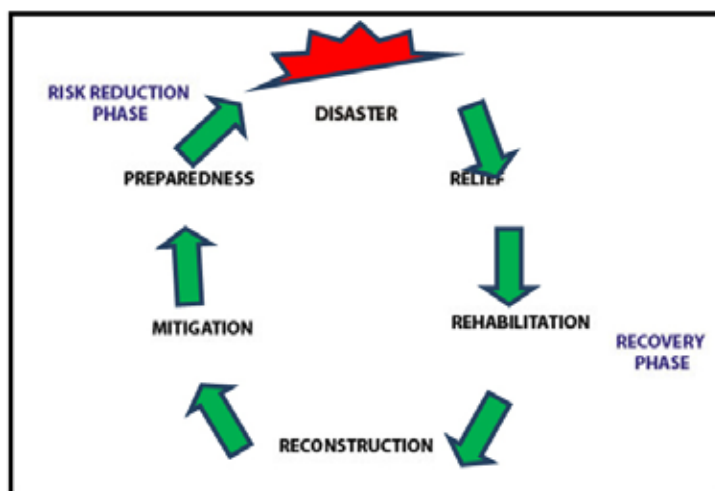 RISK REDUCTION
PHASE
DISASTER
PREPAREDNESS
RELIEF
MITIGATION
REHABILITATION
RECOVERY
PHASE
RECONSTRUCTION